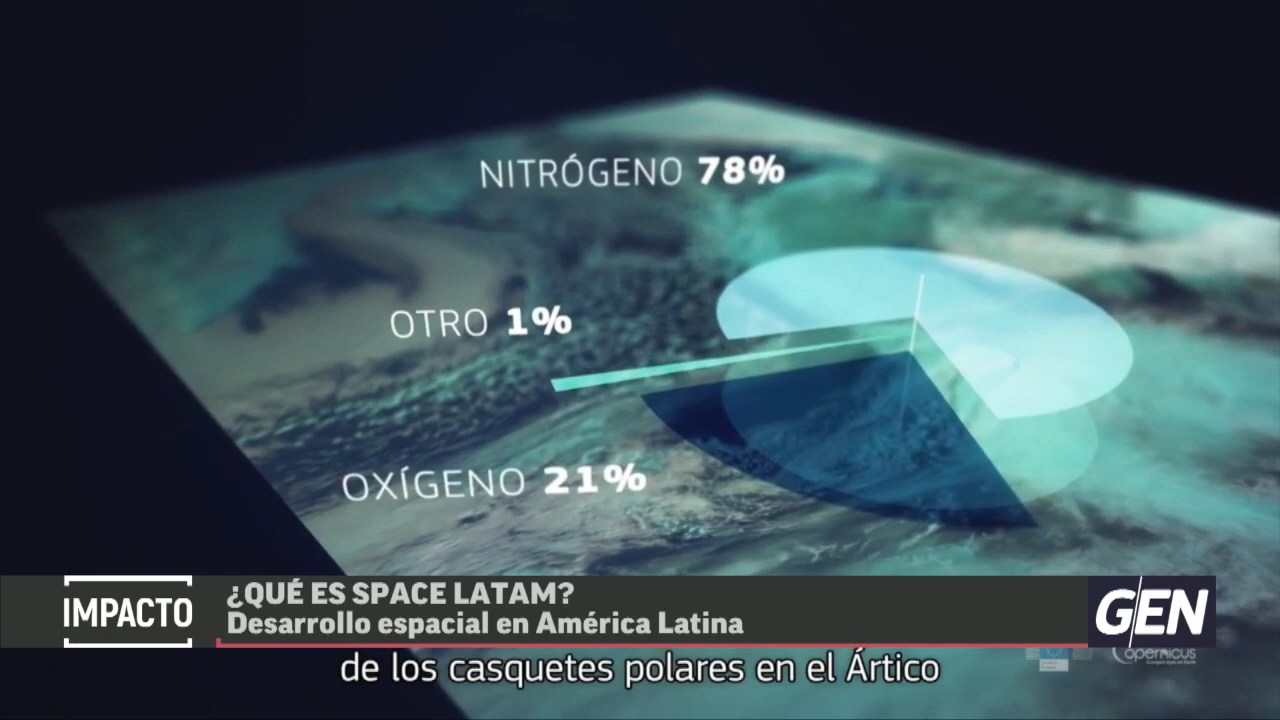 NITRÓGENO 78%
OTRO 1%
OXÍGENO 21%
IMPACTO
¿QUÉ ES SPACE LATAM?
Desarrollo espacial en América Latina
GEN
de los casquetes polares en el Ártico
opernicus